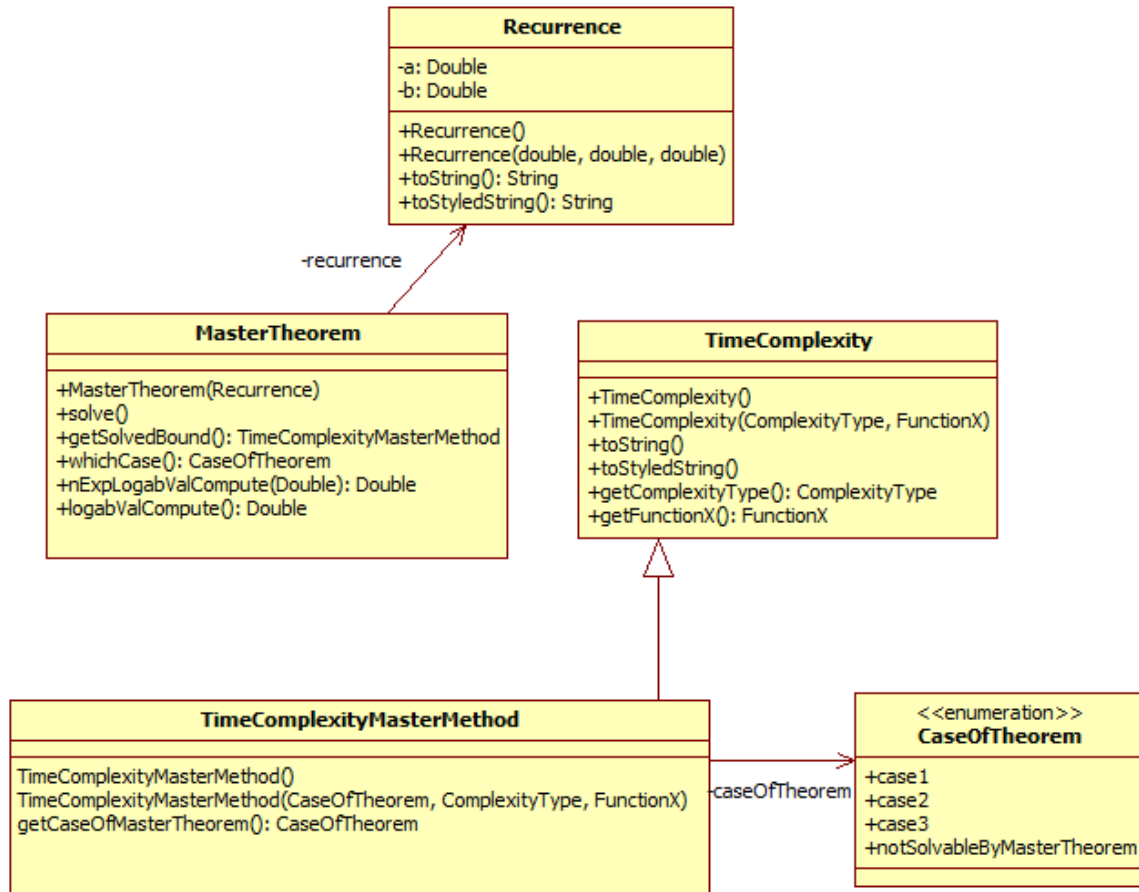 Recurrence
-a: Double
-b: Double
+Recurrence()
+Recurrence(double, double, double)
+toString(): String
+toStyledString(): String
-recurrence
MasterTheorem
+MasterTheorem(Recurrence)
+solve()
+getSolvedBound(): TimeComplexityMasterMethod
+whichCase(): CaseOfTheorem
+nExpLogabValCompute(Double): Double
+logabValCompute(): Double
TimeComplexity
+TimeComplexity()
+TimeComplexity(ComplexityType, FunctionX)
+toString()
+toStyledString()
+getComplexityType(): ComplexityType
+getFunctionX(): FunctionX
TimeComplexityMasterMethod
TimeComplexityMasterMethod()
TimeComplexityMasterMethod(CaseOfTheorem, ComplexityType, FunctionX)
getCaseOfMasterTheorem(): CaseOfTheorem
-caseOfTheorem
<<enumeration>>
CaseOfTheorem
+case1
+case2
+case3
+notSolvableByMasterTheorem